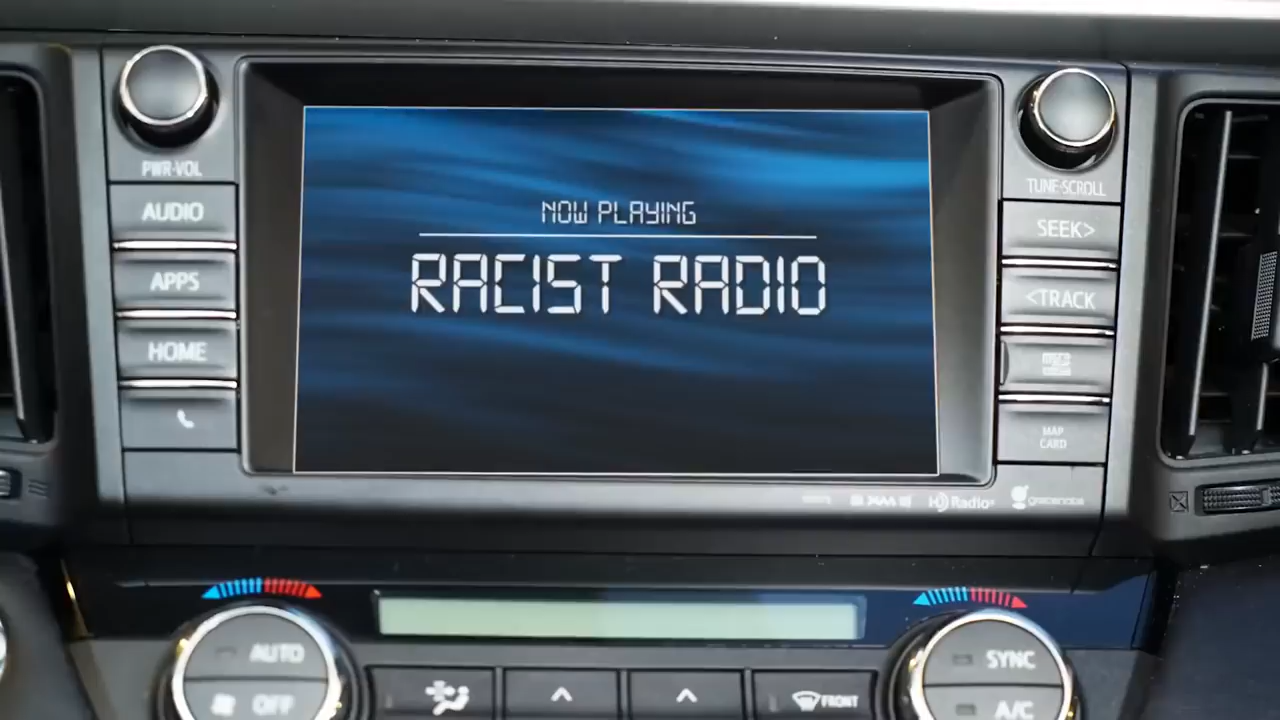 PWR·VOL
AUDIO
APPS
HOME
NOW PLAYING
RACIST RADIO
TUNE·SCROLL
SEEK>
<TRACK
MAP
CARD
HD Radio
gracenote
AUTO
OFF
FRONT
SYNC
A/C